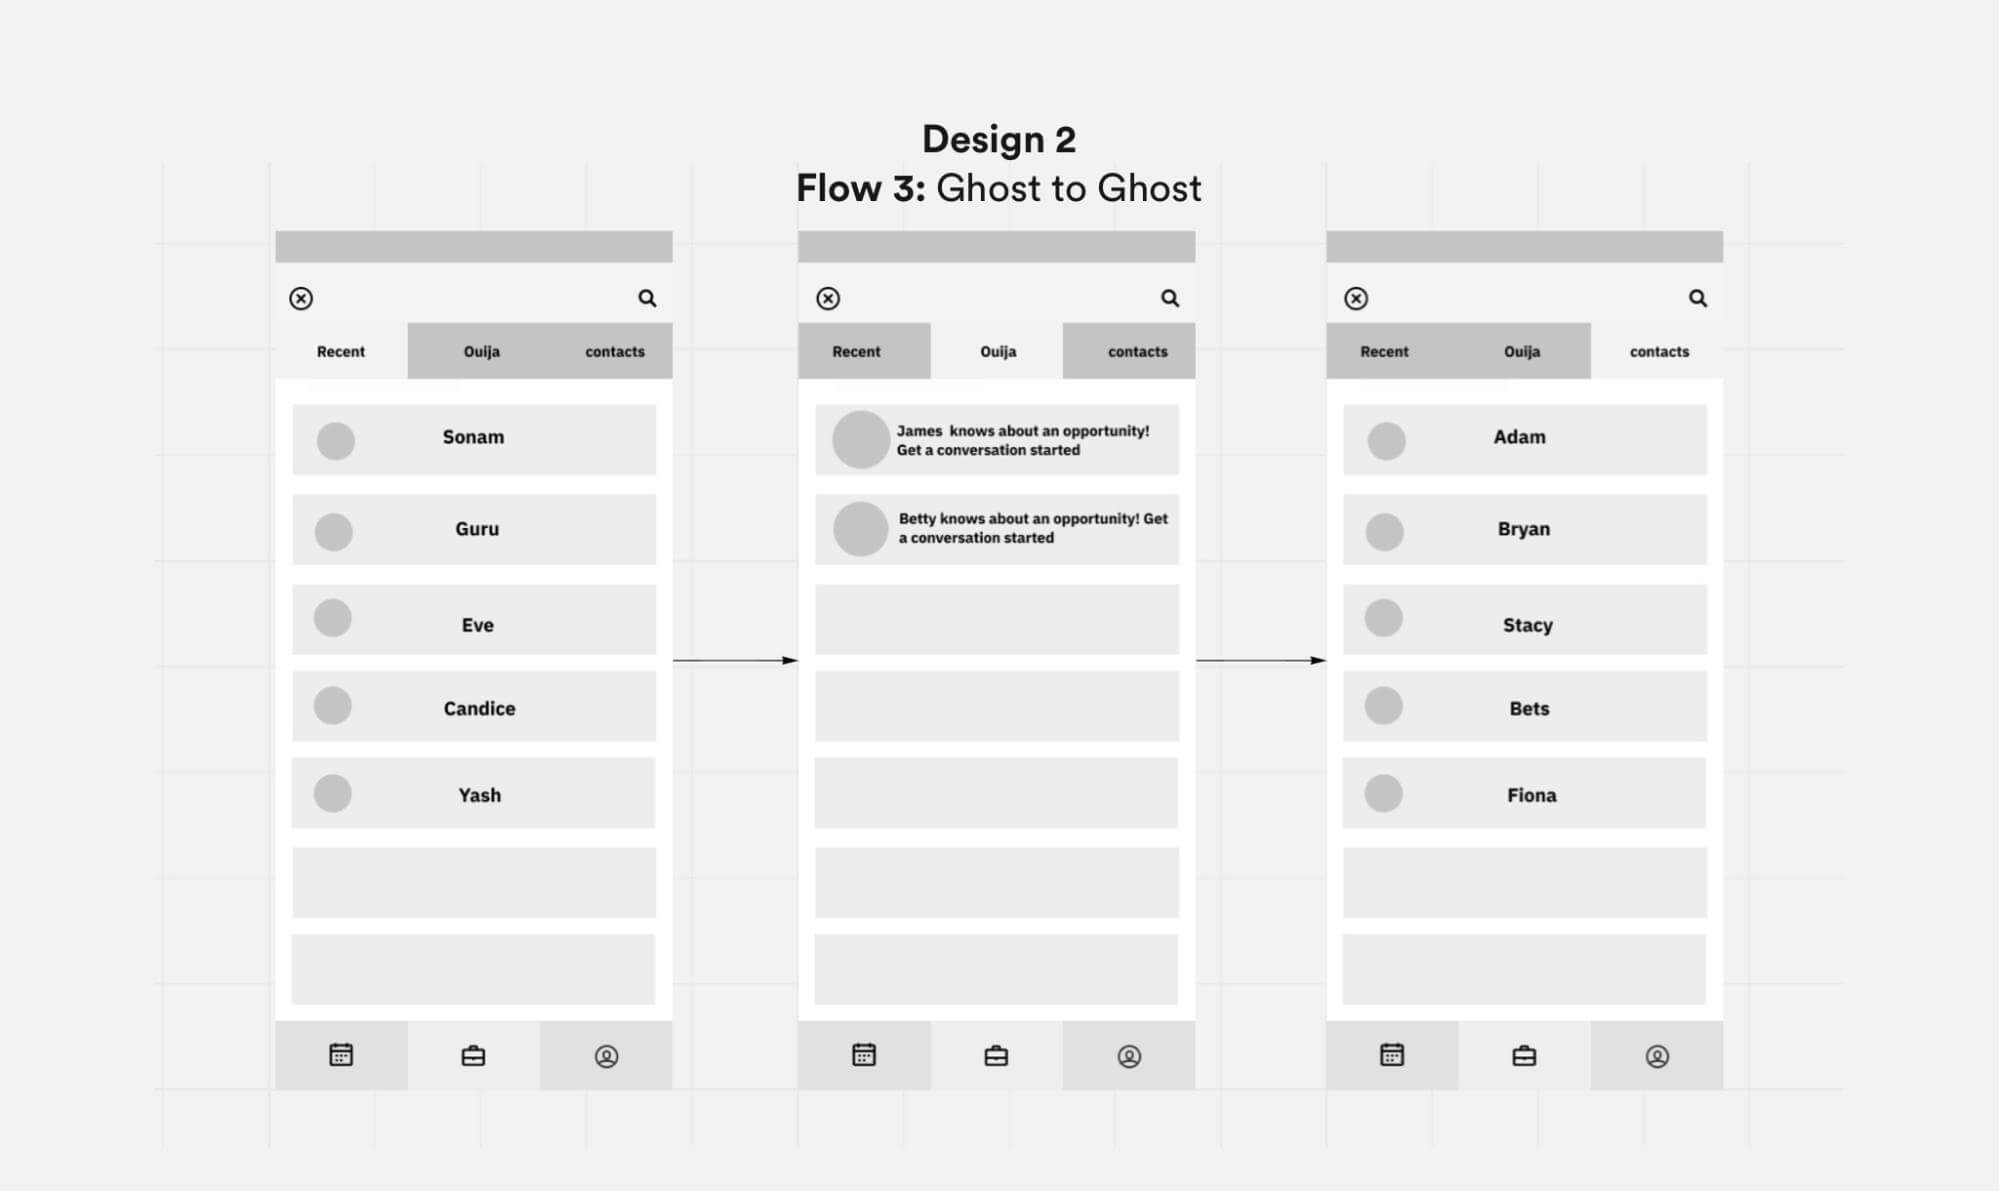 Design 2
Flow 3: Ghost to Ghost
Recent
Ouija
contacts
Sonam
Guru
Eve
Candice
Yash
Recent
Ouija
contacts
James knows about an opportunity!
Get a conversation started
Betty knows about an opportunity! Get
a conversation started
Recent
Ouija
contacts
Adam
Bryan
Stacy
Bets
Fiona